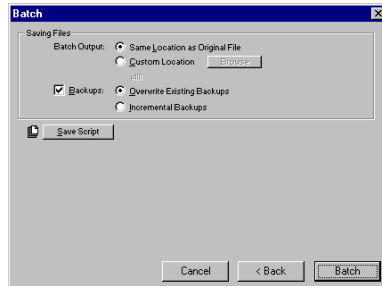 Batch
Saving Files
Batch Output: Same Location as Original File
Custom Location Browse
Backups: Overwrite Existing Backups
Incremental Backups
Save Script
Cancel < Back Batch